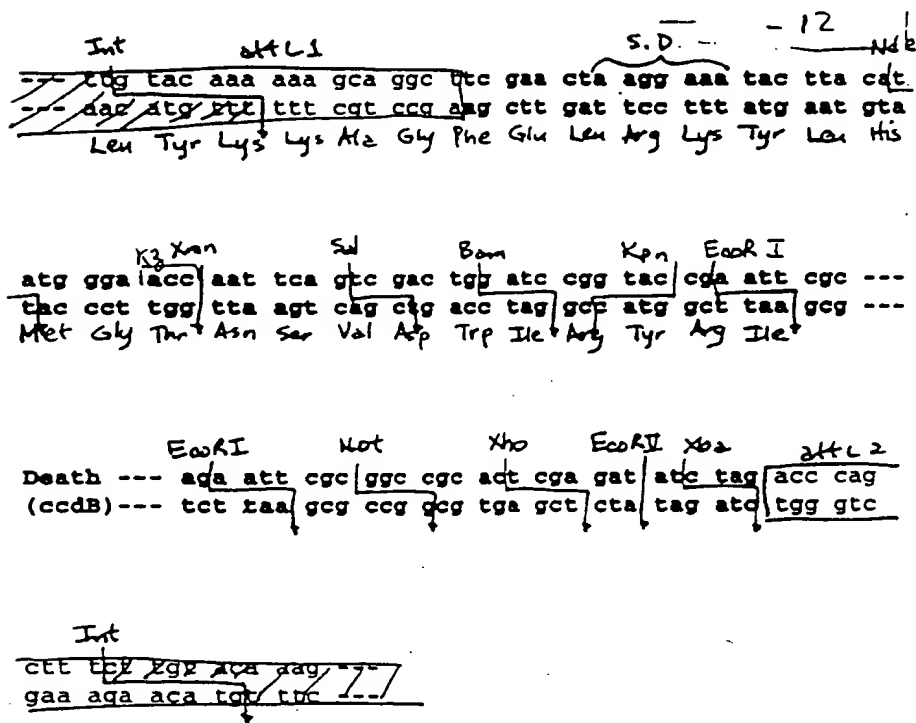 Int attL1 S.D. - 12 Nde
--- ttg tac aaa aaa gca ggc ttc gaa cta agg aaa tac tta cat
--- aac atg ttt ttt cgt ccg aag ctt gat tcc ttt atg aat gta
Leu Tyr Lys Lys Ala Gly Phe Glu Leu Arg Lys Tyr Leu His
Kz Xmn Sal Bam Kpn EcoR I
atg gga acc aat tca gtc gac tgg atc cgg tac cga att cgc ---
tac cct tgg tta agt cag ctg acc tag gcc atg gct taa gcg ---
Met Gly Thr Asn Ser Val Asp Trp Ile Arg Tyr Arg Ile
EcoRI Not Xho EcoRV Xba attL2
Death --- aga att cgc ggc cgc act cga gat atc tag acc cag
(ccdB) --- tct taa gcg ccg gcg tga gct cta tag atc tgg gtc
Int
ctt tct tgt aca aag ---
gaa aga aca tgt ttc ---